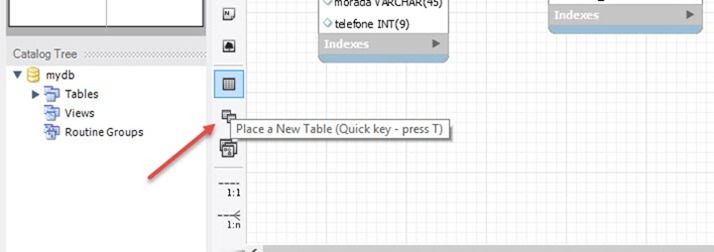 morada VARCHAR(45)
telefone INT(9)
Indexes
Indexes
Catalog Tree
mydb
Tables
Views
Routine Groups
Place a New Table (Quick key - press T)
1:1
1:n